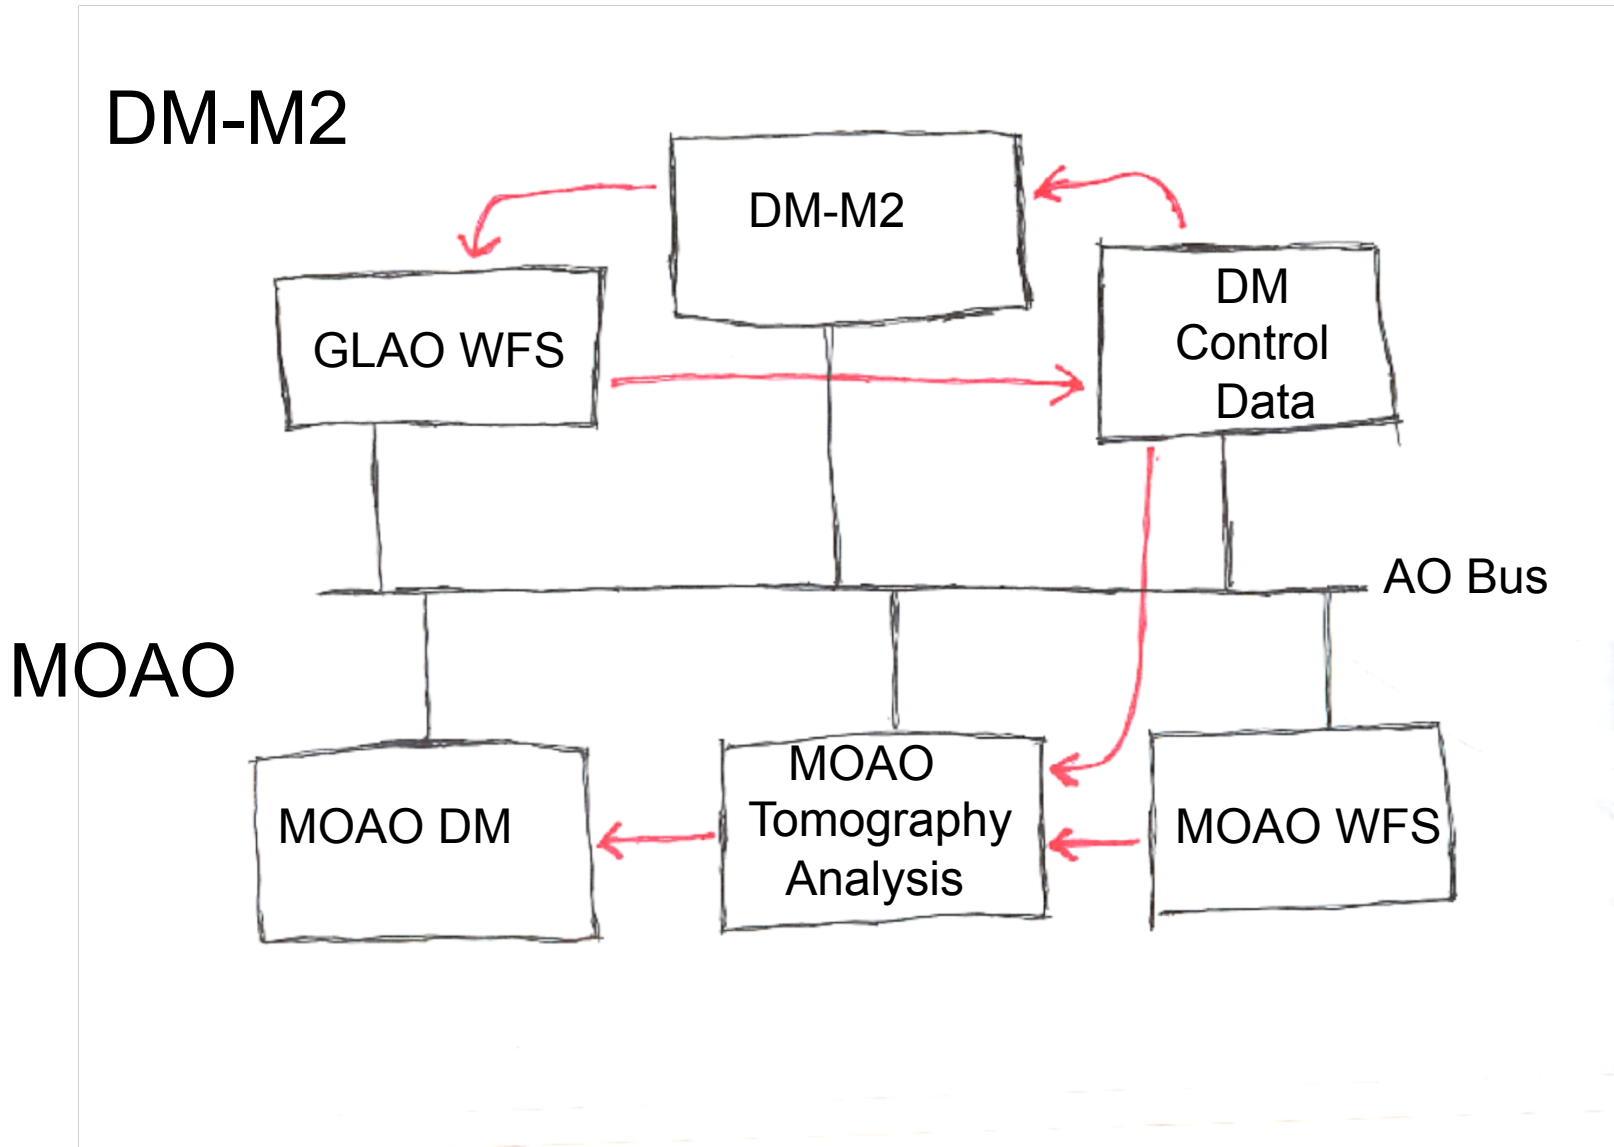 DM-M2
DM-M2
DM
Control
Data
GLAO WFS
AO Bus
MOAO
MOAO DM
MOAO
Tomography
Analysis
MOAO WFS